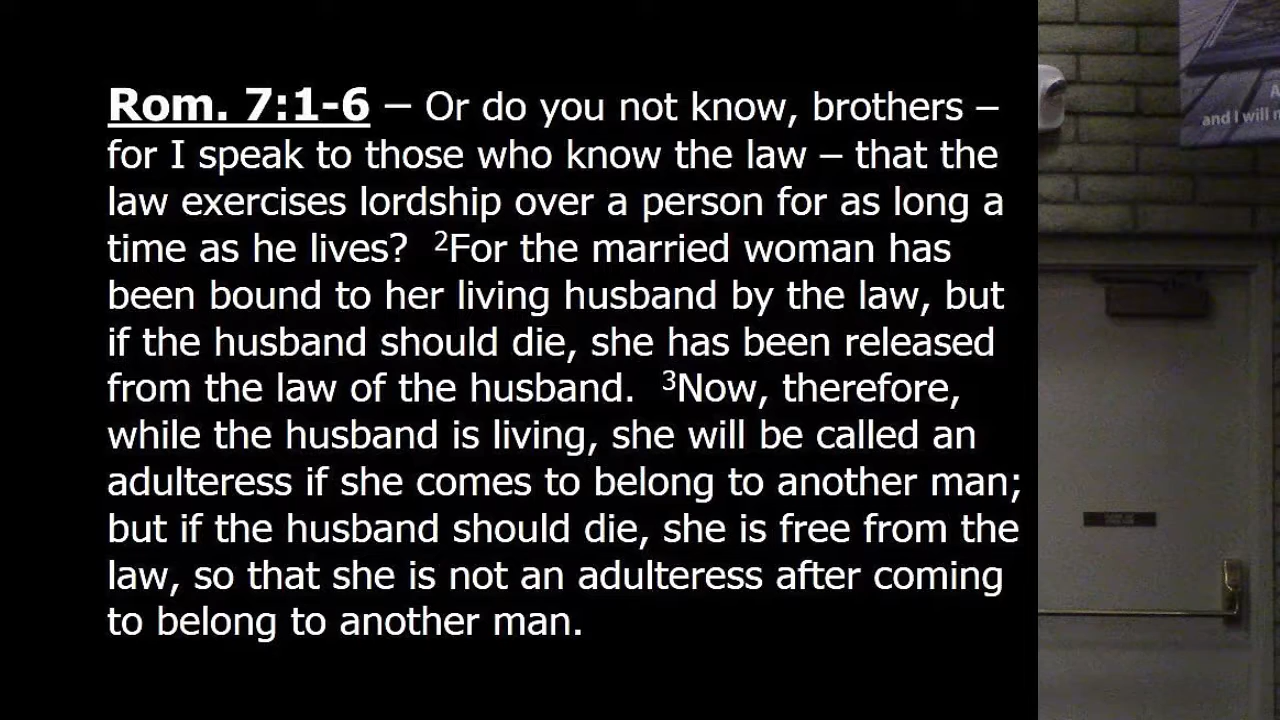 Rom. 7:1-6 – Or do you not know, brothers –
for I speak to those who know the law – that the
law exercises lordship over a person for as long a
time as he lives?  ²For the married woman has
been bound to her living husband by the law, but
if the husband should die, she has been released
from the law of the husband.  ³Now, therefore,
while the husband is living, she will be called an
adulteress if she comes to belong to another man;
but if the husband should die, she is free from the
law, so that she is not an adulteress after coming
to belong to another man.
and I will